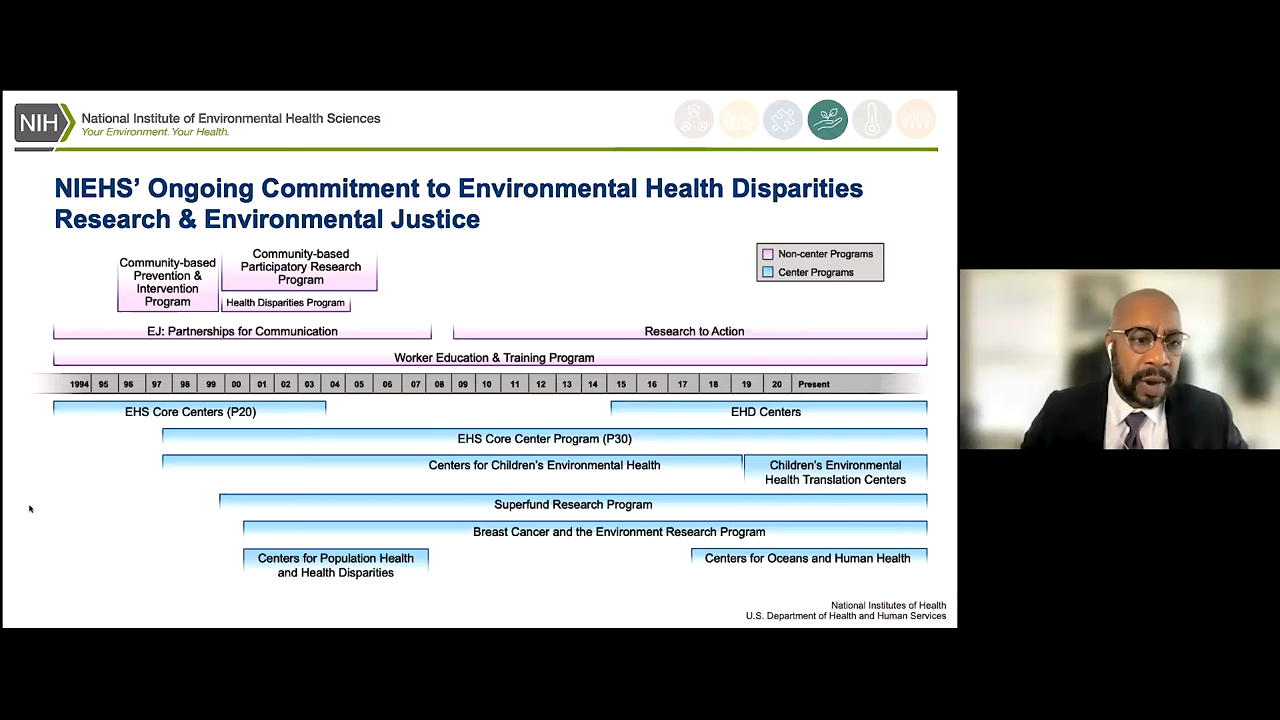 NIH
National Institute of Environmental Health Sciences
Your Environment. Your Health.
NIEHS' Ongoing Commitment to Environmental Health Disparities
Research & Environmental Justice
Community-based
Prevention &
Intervention
Program
Community-based
Participatory Research
Program
Health Disparities Program
Non-center Programs
Center Programs
EJ: Partnerships for Communication
Research to Action
Worker Education & Training Program
1994 95 96 97 98 99 00 01 02 03 04 05 06 07 08 09 10 11 12 13 14 15 16 17 18 19 20 Present
EHS Core Centers (P20)
EHD Centers
EHS Core Center Program (P30)
Centers for Children's Environmental Health
Children's Environmental
Health Translation Centers
Superfund Research Program
Breast Cancer and the Environment Research Program
Centers for Population Health
and Health Disparities
Centers for Oceans and Human Health
National Institutes of Health
U.S. Department of Health and Human Services